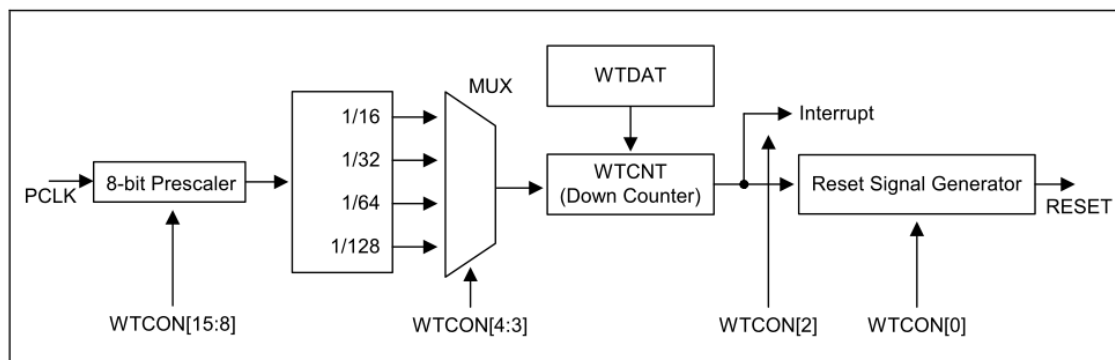 PCLK
8-bit Prescaler
WTCON[15:8]
1/16
1/32
1/64
1/128
MUX
WTCON[4:3]
WTDAT
WTCNT
(Down Counter)
Interrupt
WTCON[2]
Reset Signal Generator
RESET
WTCON[0]